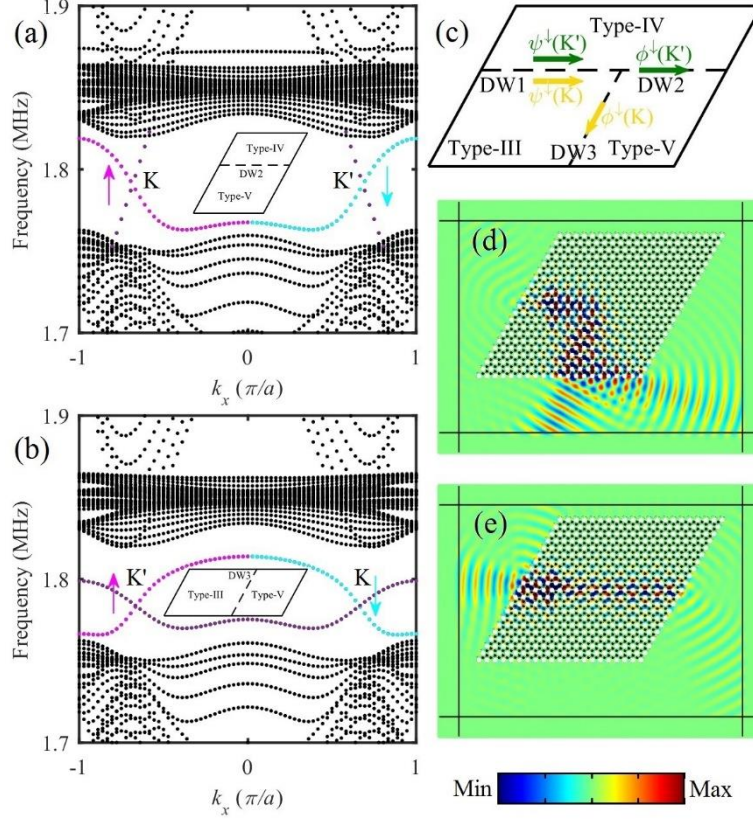 (a)
1.9
1.8
1.7
Frequency (MHz)
K
K'
Type-IV
DW2
Type-V
-1
0
1
k_x (π/a)
(b)
1.9
1.8
1.7
Frequency (MHz)
K'
K
DW3
Type-III
Type-V
-1
0
1
k_x (π/a)
(c)
Type-IV
ψ↓(K')
ϕ↓(K')
DW1
DW2
ψ↓(K)
ϕ↓(K)
Type-III
DW3
Type-V
(d)
(e)
Min
Max